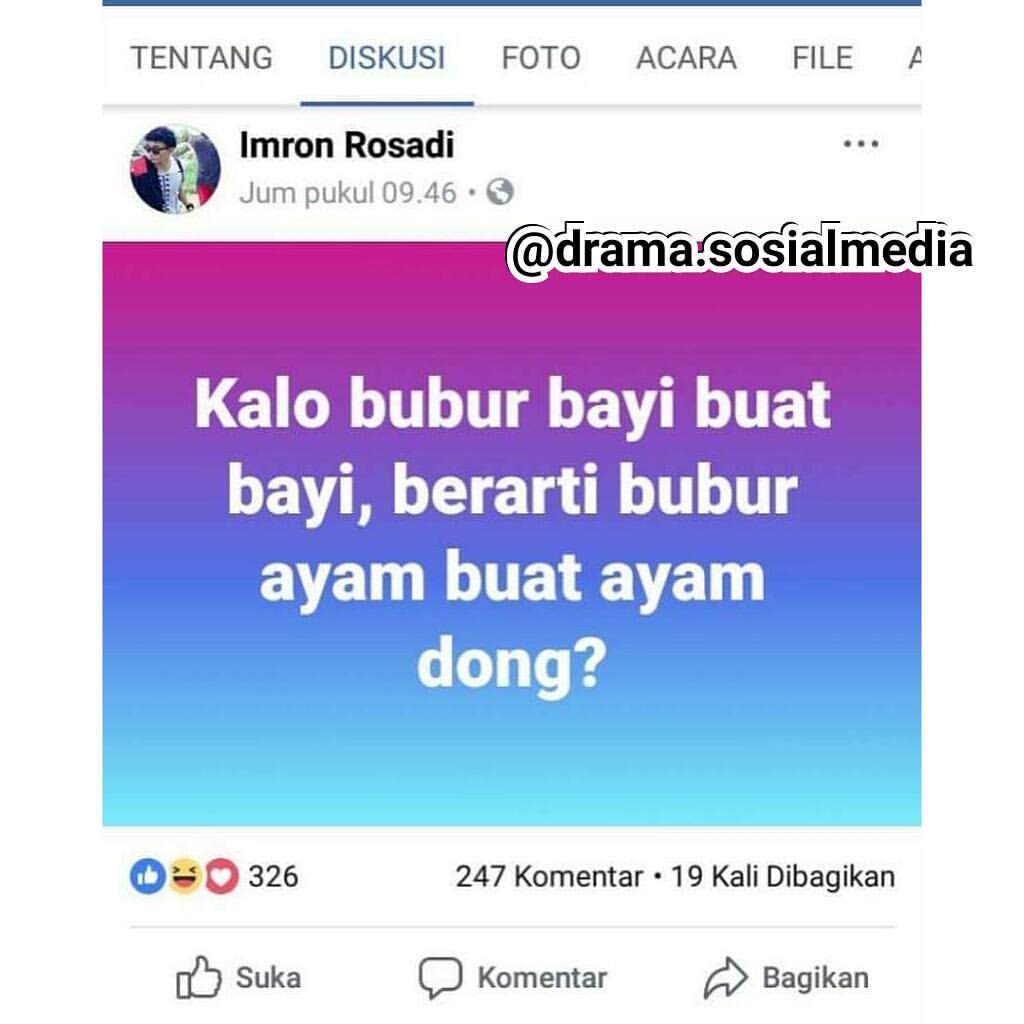 TENTANG DISKUSI FOTO ACARA FILE
Imron Rosadi
Jum pukul 09.46 •
@drama.sosialmedia
Kalo bubur bayi buat
bayi, berarti bubur
ayam buat ayam
dong?
326 247 Komentar • 19 Kali Dibagikan
Suka Komentar Bagikan